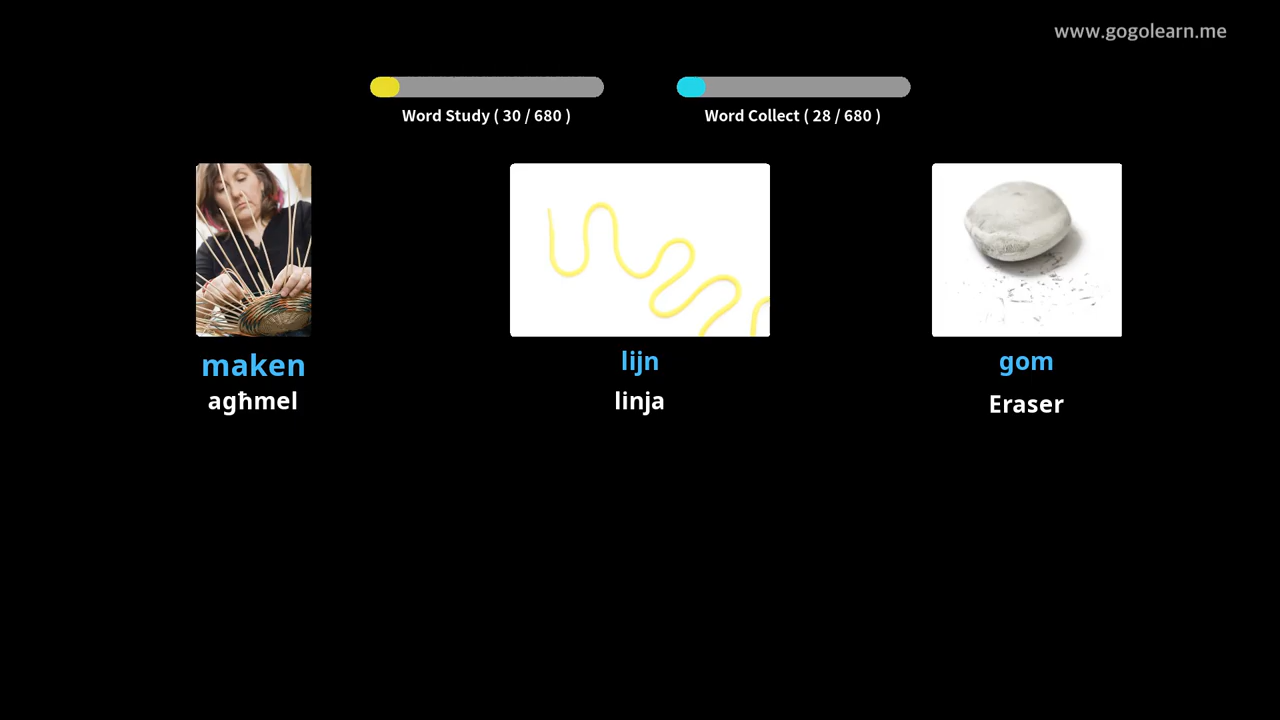 www.gogolearn.me
Word Study ( 30 / 680 )
Word Collect ( 28 / 680 )
maken
agħmel
lijn
linja
gom
Eraser